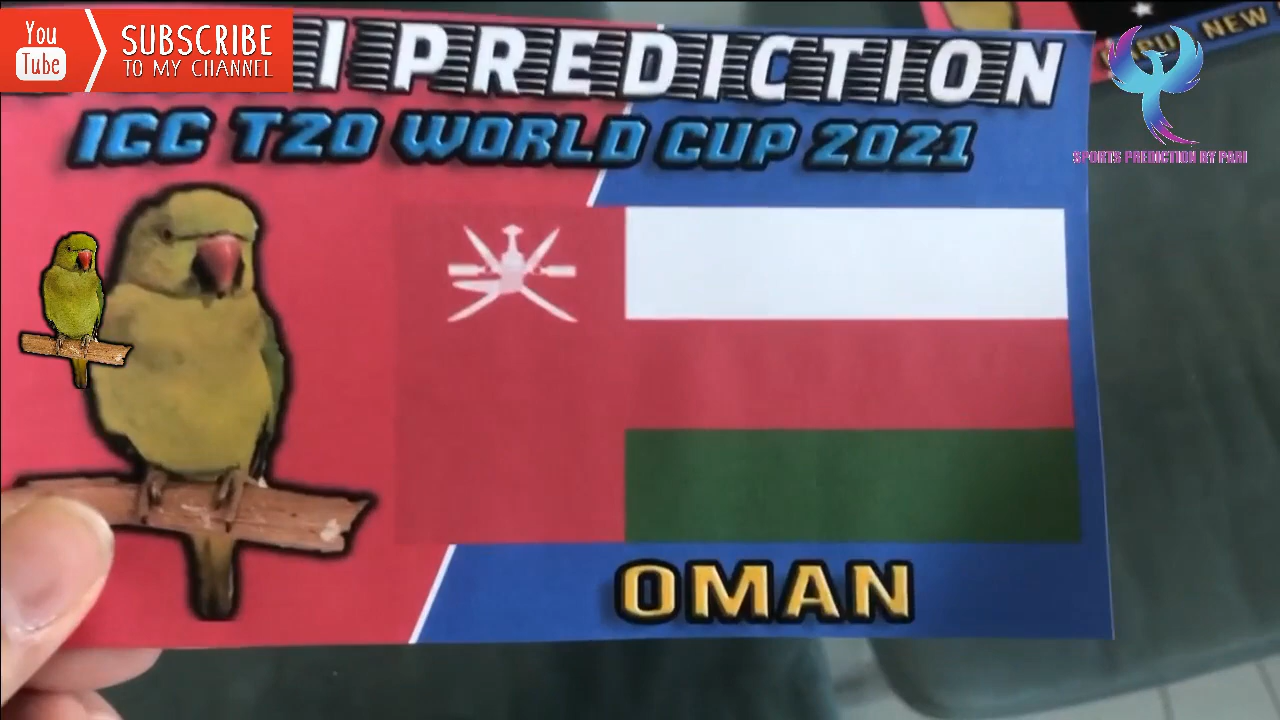 You Tube
SUBSCRIBE
TO MY CHANNEL
I PREDICTION
ICC T20 WORLD CUP 2021
OMAN
NEW
SPORTS PREDICTION BY PARI